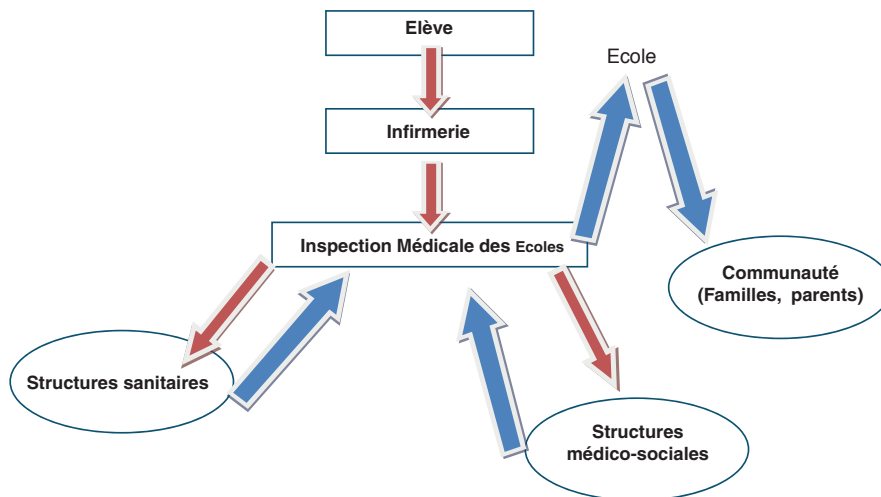 Elève
Ecole
Infirmerie
Inspection Médicale des Ecoles
Communauté
(Familles, parents)
Structures sanitaires
Structures
médico-sociales